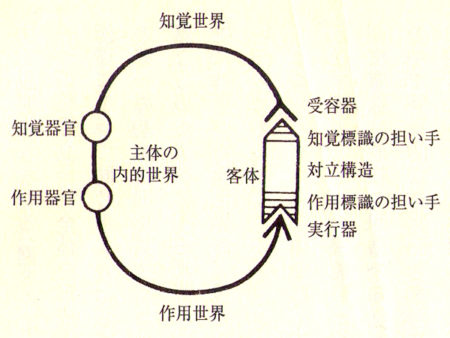 知覚世界
受容器
知覚器官
知覚標識の担い手
主体の
内的世界
客体
対立構造
作用器官
作用標識の担い手
実行器
作用世界